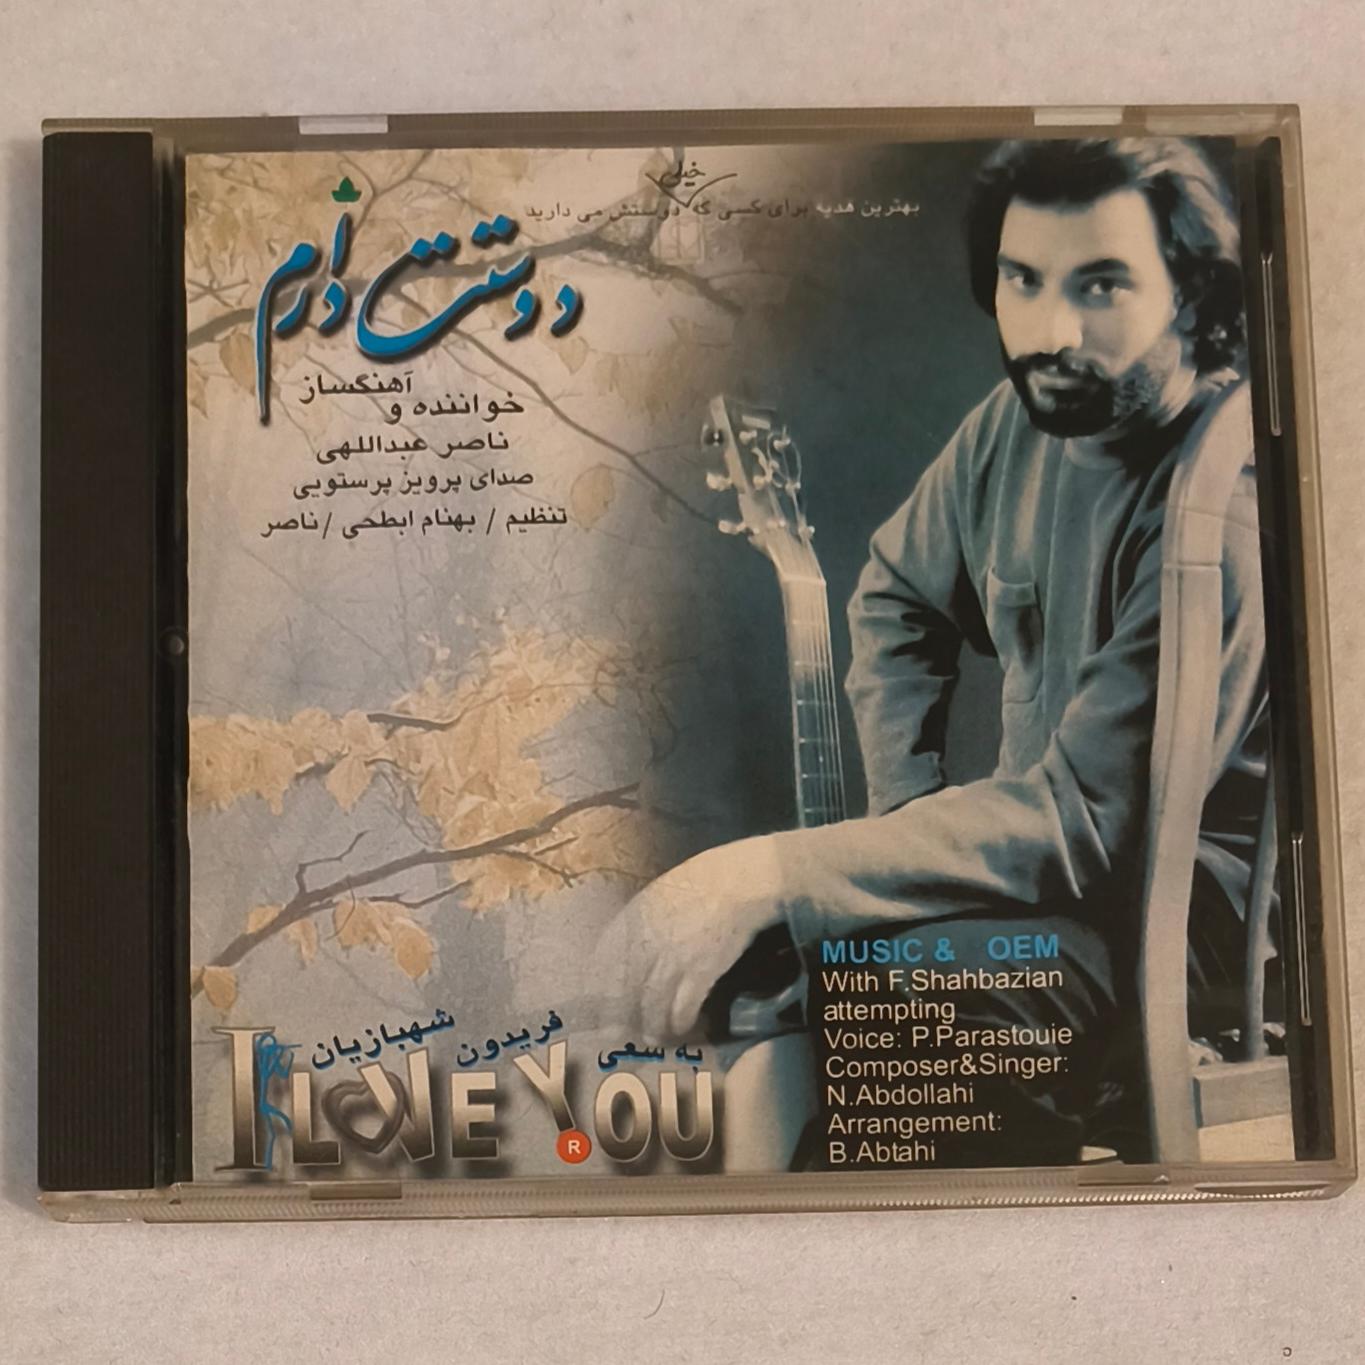 خیلی
بهترین هدیه برای کسی که دوستش می دارید
دوستت دارم
آهنگساز
خواننده و
ناصر عبداللهی
صدای پرویز پرستویی
تنظیم / بهنام ابطحی / ناصر
به سعی فریدون شهبازیان
I LOVE YOU
R
MUSIC & OEM
With F.Shahbazian
attempting
Voice: P.Parastouie
Composer&Singer:
N.Abdollahi
Arrangement:
B.Abtahi